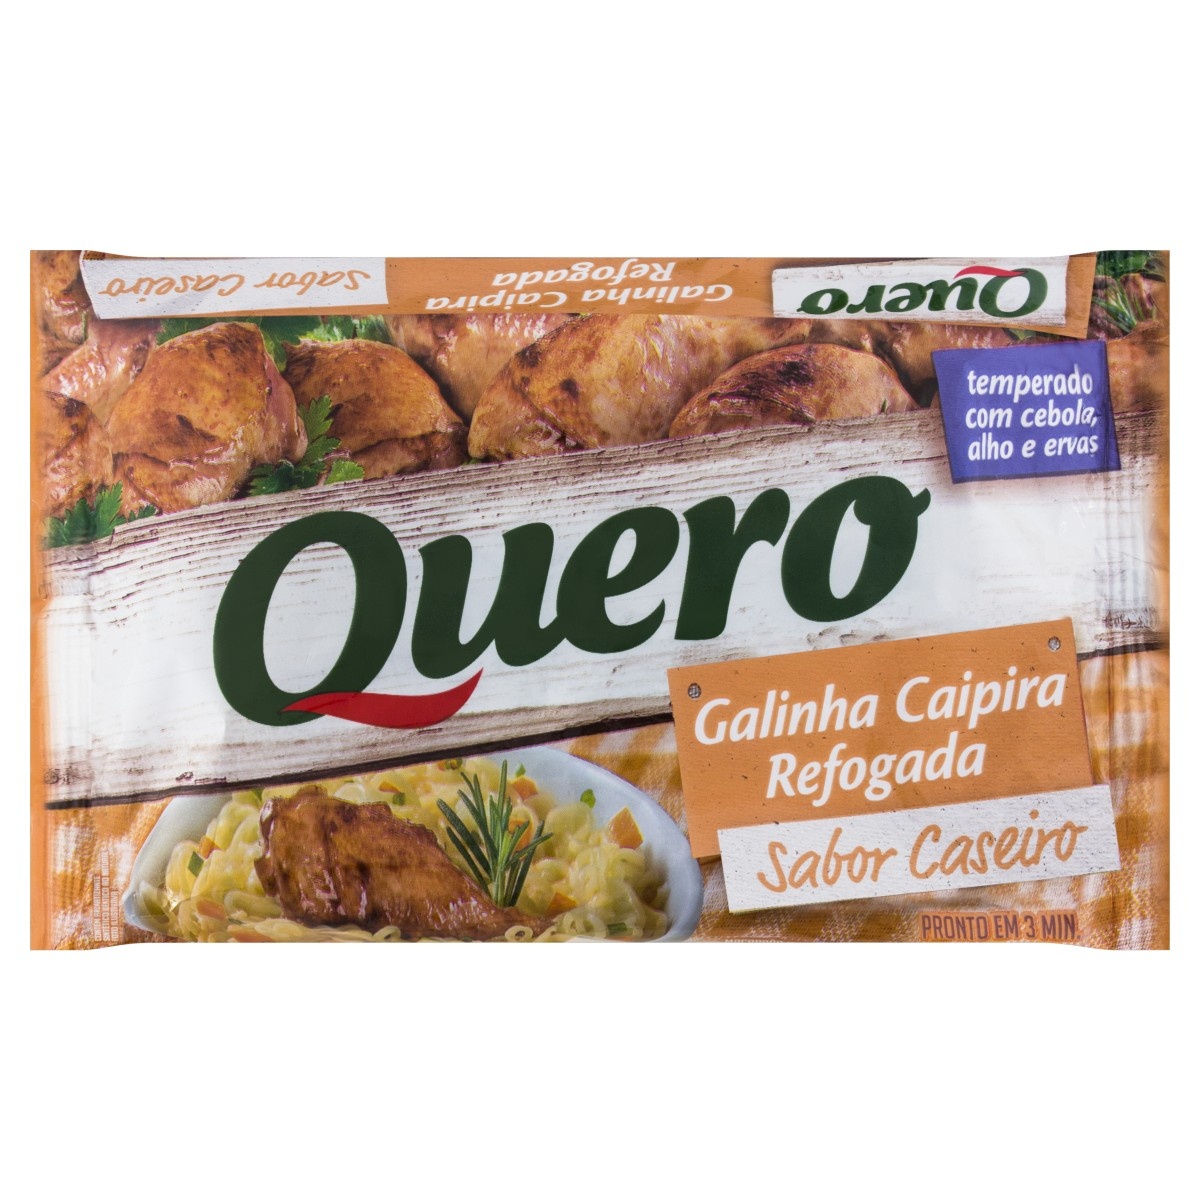 Quero
Galinha Caipira
Refogada
Sabor Caseiro
temperado
com cebola,
alho e ervas
Quero
Galinha Caipira
Refogada
Sabor Caseiro
PRONTO EM 3 MIN.